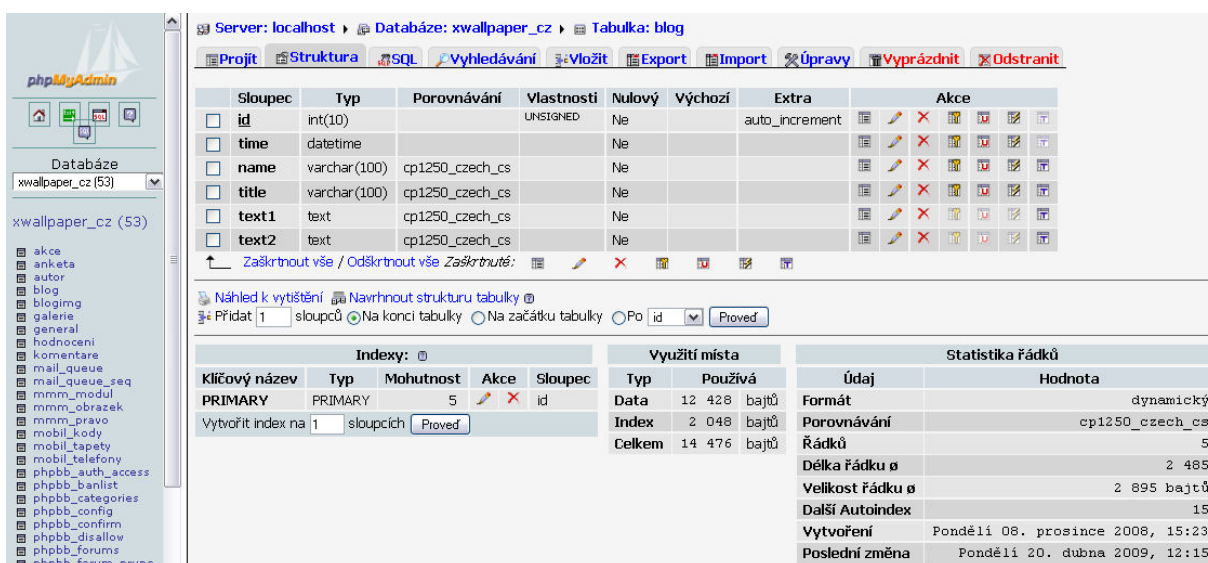 phpMyAdmin
Databáze
xwallpaper_cz (53)
xwallpaper_cz (53)
akce
anketa
autor
blog
blogimg
galerie
general
hodnoceni
komentare
mail_queue
mail_queue_seq
mmm_modul
mmm_obrazek
mmm_pravo
mobil_kody
mobil_tapety
mobil_telefony
phpbb_auth_access
phpbb_banlist
phpbb_categories
phpbb_config
phpbb_confirm
phpbb_disallow
phpbb_forums
Server: localhost Databáze: xwallpaper_cz Tabulka: blog
Projít Struktura SQL Vyhledávání Vložit Export Import Úpravy Vyprázdnit Odstranit
Sloupec Typ Porovnávání Vlastnosti Nulový Výchozí Extra Akce
id int(10) UNSIGNED Ne auto_increment
time datetime Ne
name varchar(100) cp1250_czech_cs Ne
title varchar(100) cp1250_czech_cs Ne
text1 text cp1250_czech_cs Ne
text2 text cp1250_czech_cs Ne
Zaškrtnout vše / Odškrtnout vše Zaškrtnuté:
Náhled k vytištění Navrhnout strukturu tabulky
Přidat 1 sloupců Na konci tabulky Na začátku tabulky Po id Proveď
Indexy:
Klíčový název Typ Mohutnost Akce Sloupec
PRIMARY PRIMARY 5 id
Vytvořit index na 1 sloupcích Proveď
Využití místa
Typ Používá
Data 12 428 bajtů
Index 2 048 bajtů
Celkem 14 476 bajtů
Statistika řádků
Údaj Hodnota
Formát dynamický
Porovnávání cp1250_czech_cs
Řádků 5
Délka řádku ø 2 485
Velikost řádku ø 2 895 bajtů
Další Autoindex 15
Vytvoření Pondělí 08. prosince 2008, 15:23
Poslední změna Pondělí 20. dubna 2009, 12:15